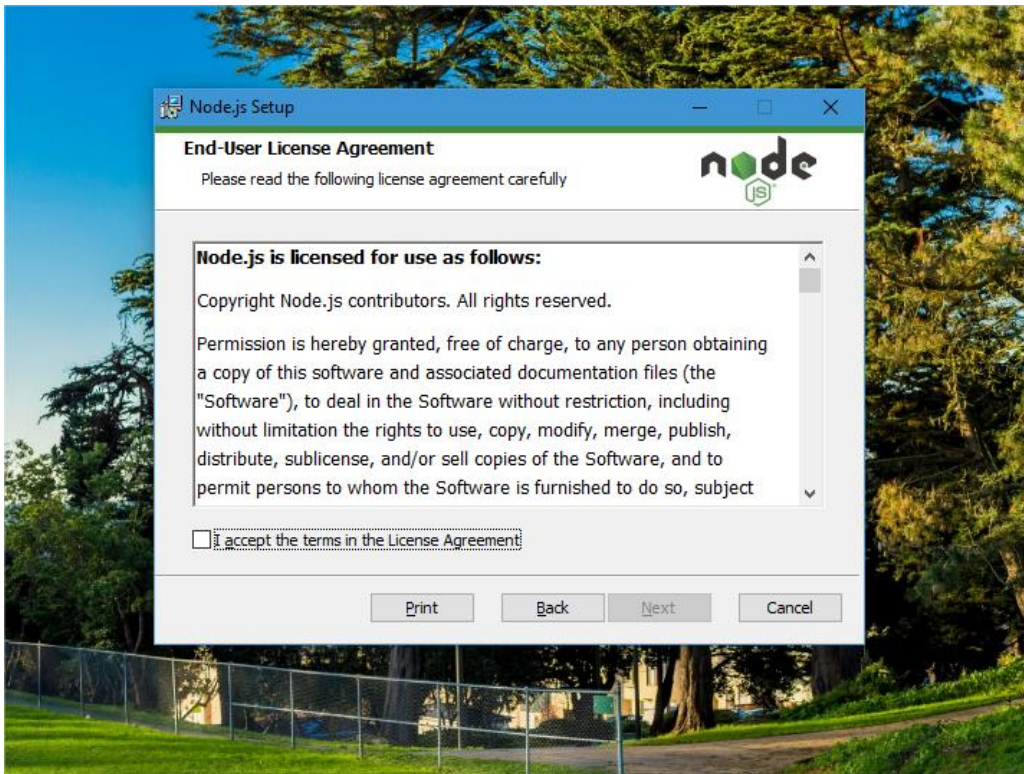 Node.js Setup
End-User License Agreement
Please read the following license agreement carefully
node
JS
Node.js is licensed for use as follows:
Copyright Node.js contributors. All rights reserved.
Permission is hereby granted, free of charge, to any person obtaining
a copy of this software and associated documentation files (the
"Software"), to deal in the Software without restriction, including
without limitation the rights to use, copy, modify, merge, publish,
distribute, sublicense, and/or sell copies of the Software, and to
permit persons to whom the Software is furnished to do so, subject
I accept the terms in the License Agreement
Print Back Next Cancel